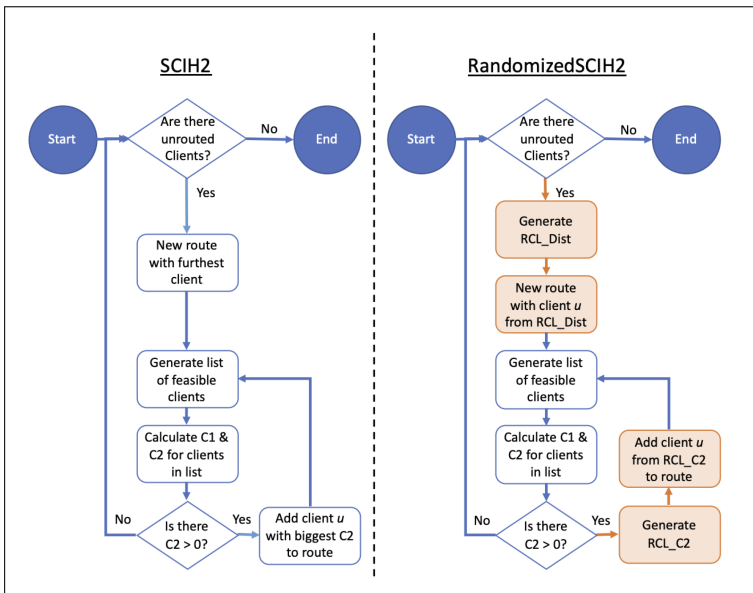 SCIH2
Start
Are there
unrouted
Clients?
No
End
Yes
New route
with furthest
client
Generate list
of feasible
clients
Calculate C1 &
C2 for clients
in list
No
Is there
C2 > 0?
Yes
Add client u
with biggest C2
to route
RandomizedSCIH2
Start
Are there
unrouted
Clients?
No
End
Yes
Generate
RCL_Dist
New route
with client u
from RCL_Dist
Generate list
of feasible
clients
Calculate C1 &
C2 for clients
in list
No
Is there
C2 > 0?
Yes
Generate
RCL_C2
Add client u
from RCL_C2
to route